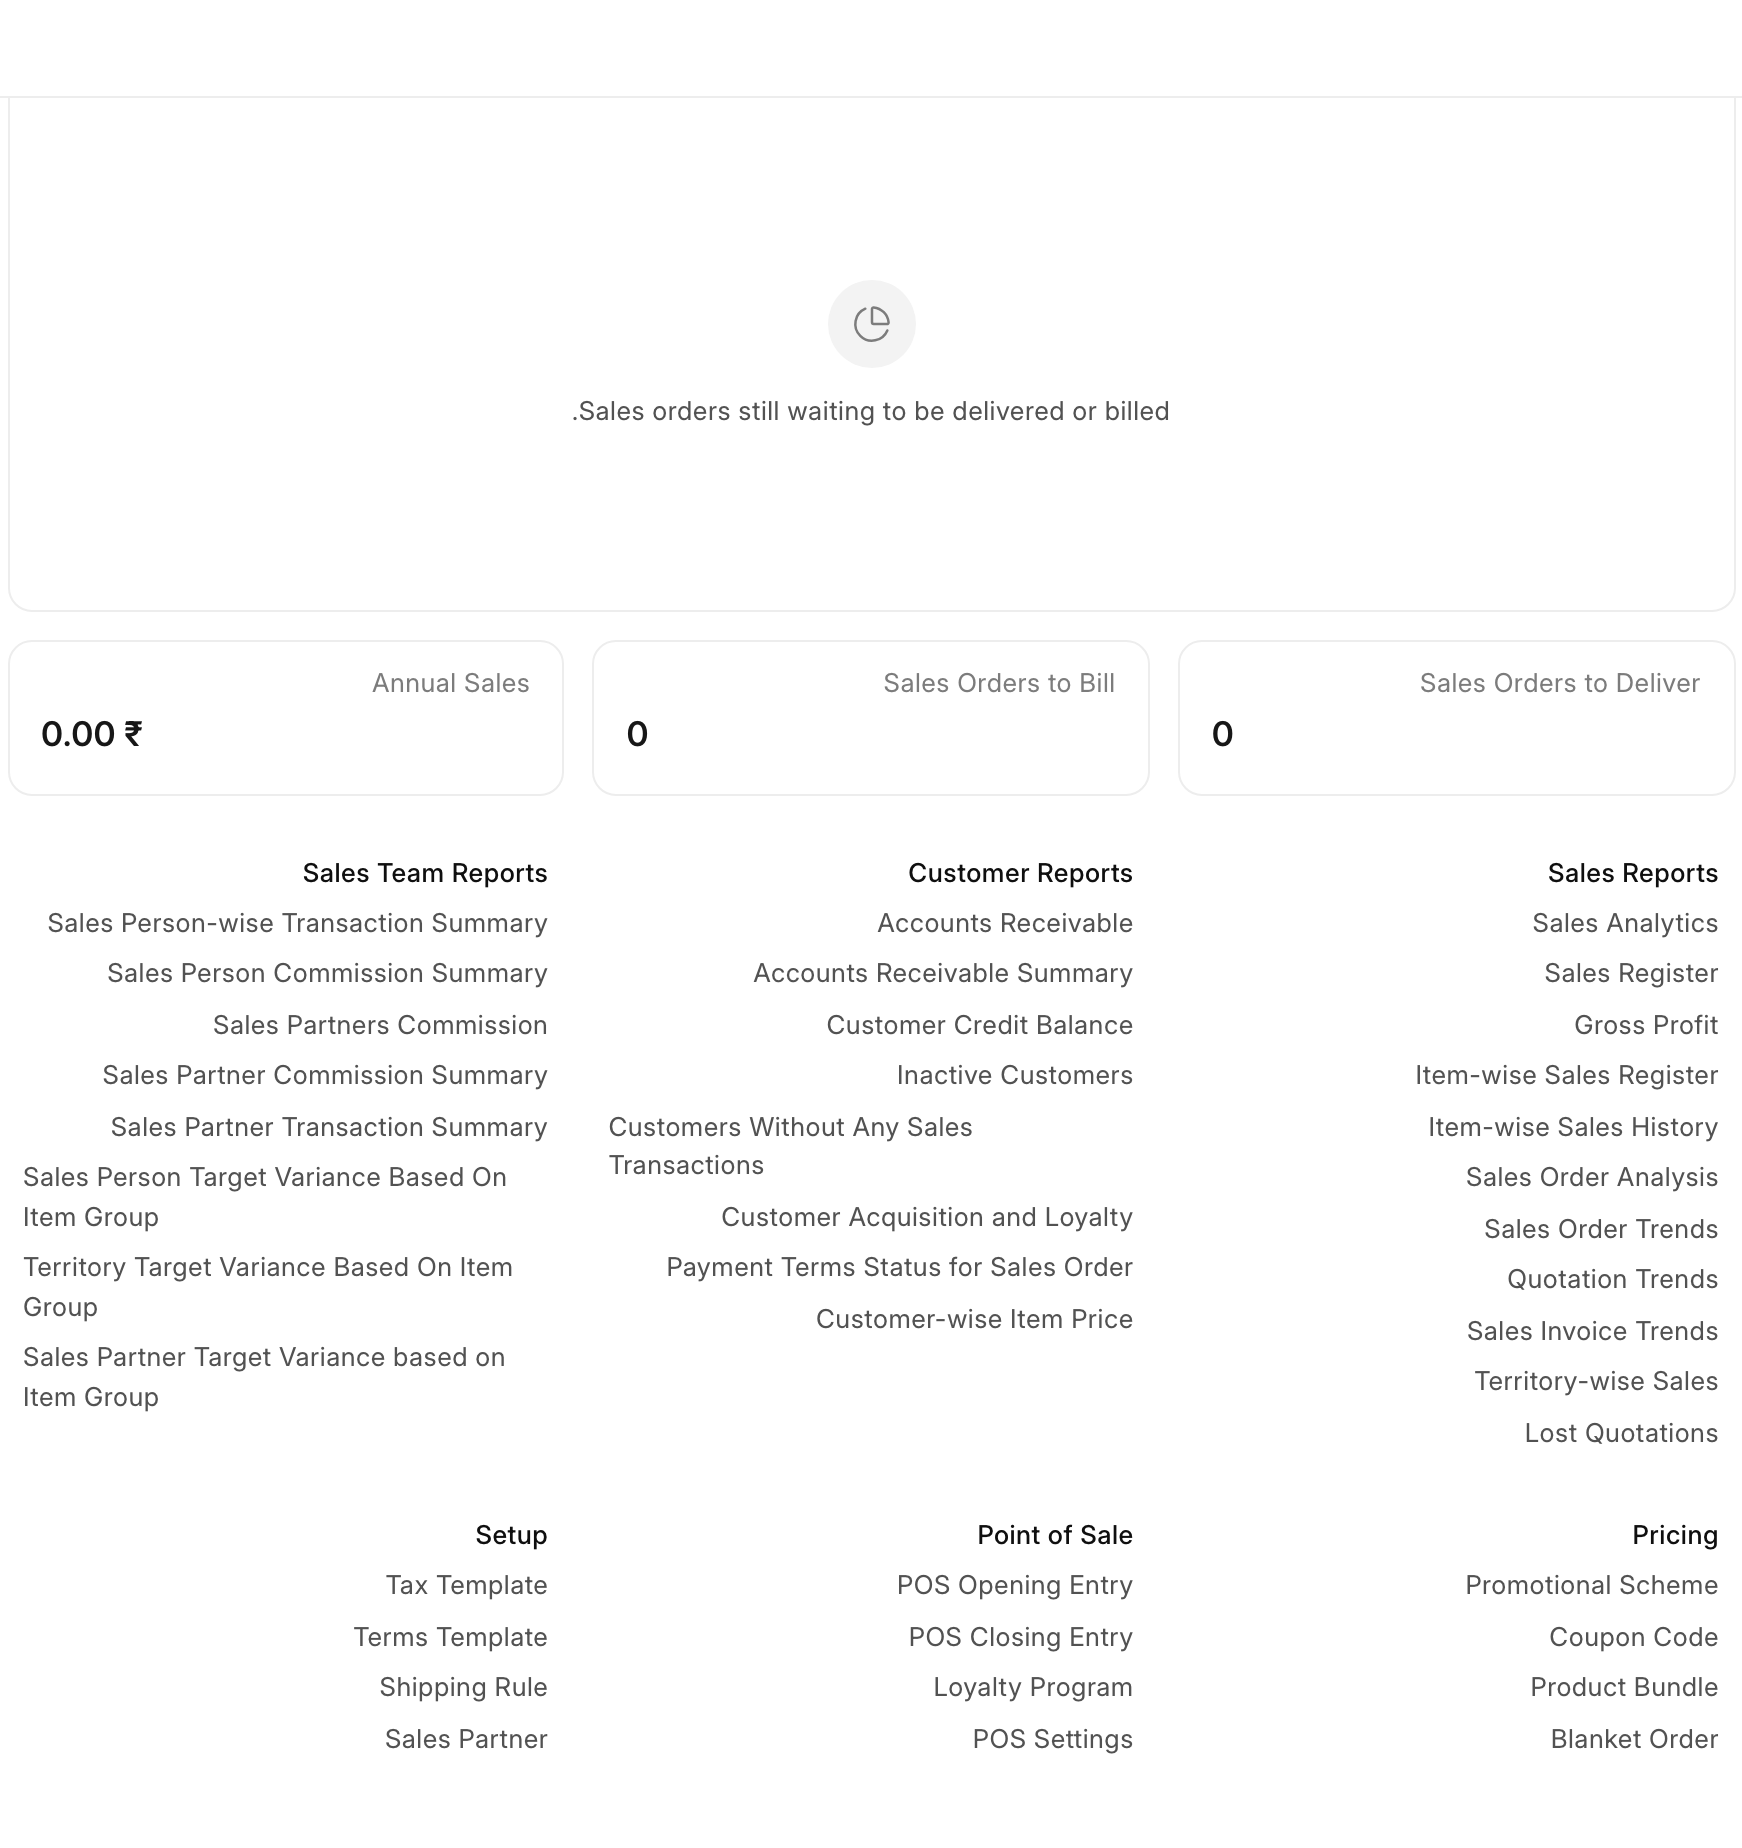 .Sales orders still waiting to be delivered or billed
Annual Sales
0.00 ₹
Sales Orders to Bill
0
Sales Orders to Deliver
0
Sales Team Reports
Sales Person-wise Transaction Summary
Sales Person Commission Summary
Sales Partners Commission
Sales Partner Commission Summary
Sales Partner Transaction Summary
Sales Person Target Variance Based On
Item Group
Territory Target Variance Based On Item
Group
Sales Partner Target Variance based on
Item Group
Customer Reports
Accounts Receivable
Accounts Receivable Summary
Customer Credit Balance
Inactive Customers
Customers Without Any Sales
Transactions
Customer Acquisition and Loyalty
Payment Terms Status for Sales Order
Customer-wise Item Price
Sales Reports
Sales Analytics
Sales Register
Gross Profit
Item-wise Sales Register
Item-wise Sales History
Sales Order Analysis
Sales Order Trends
Quotation Trends
Sales Invoice Trends
Territory-wise Sales
Lost Quotations
Setup
Tax Template
Terms Template
Shipping Rule
Sales Partner
Point of Sale
POS Opening Entry
POS Closing Entry
Loyalty Program
POS Settings
Pricing
Promotional Scheme
Coupon Code
Product Bundle
Blanket Order